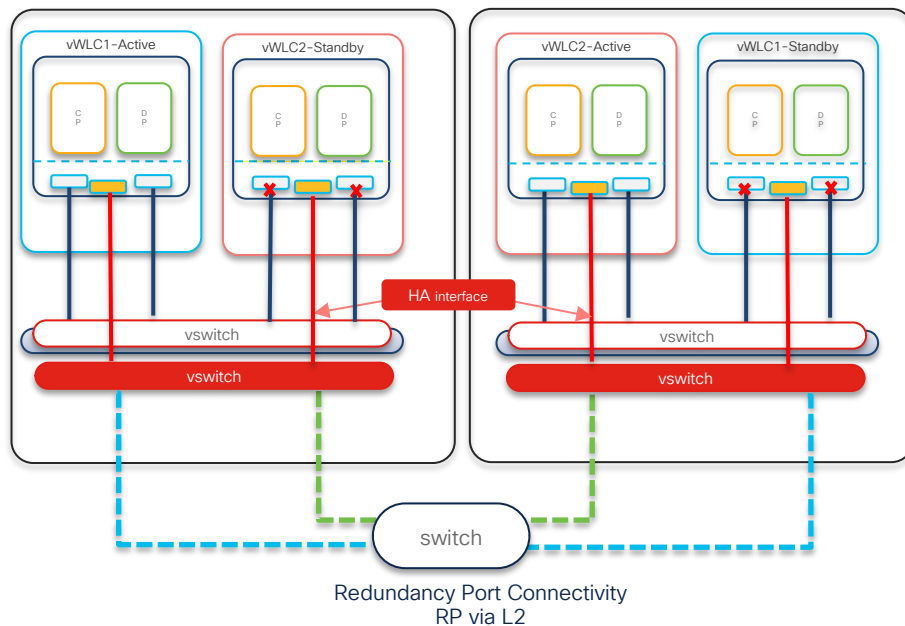 vWLC1-Active
vWLC2-Standby
vWLC2-Active
vWLC1-Standby
C
P
D
P
C
P
D
P
C
P
D
P
C
P
D
P
HA interface
vswitch
vswitch
vswitch
vswitch
switch
Redundancy Port Connectivity
RP via L2